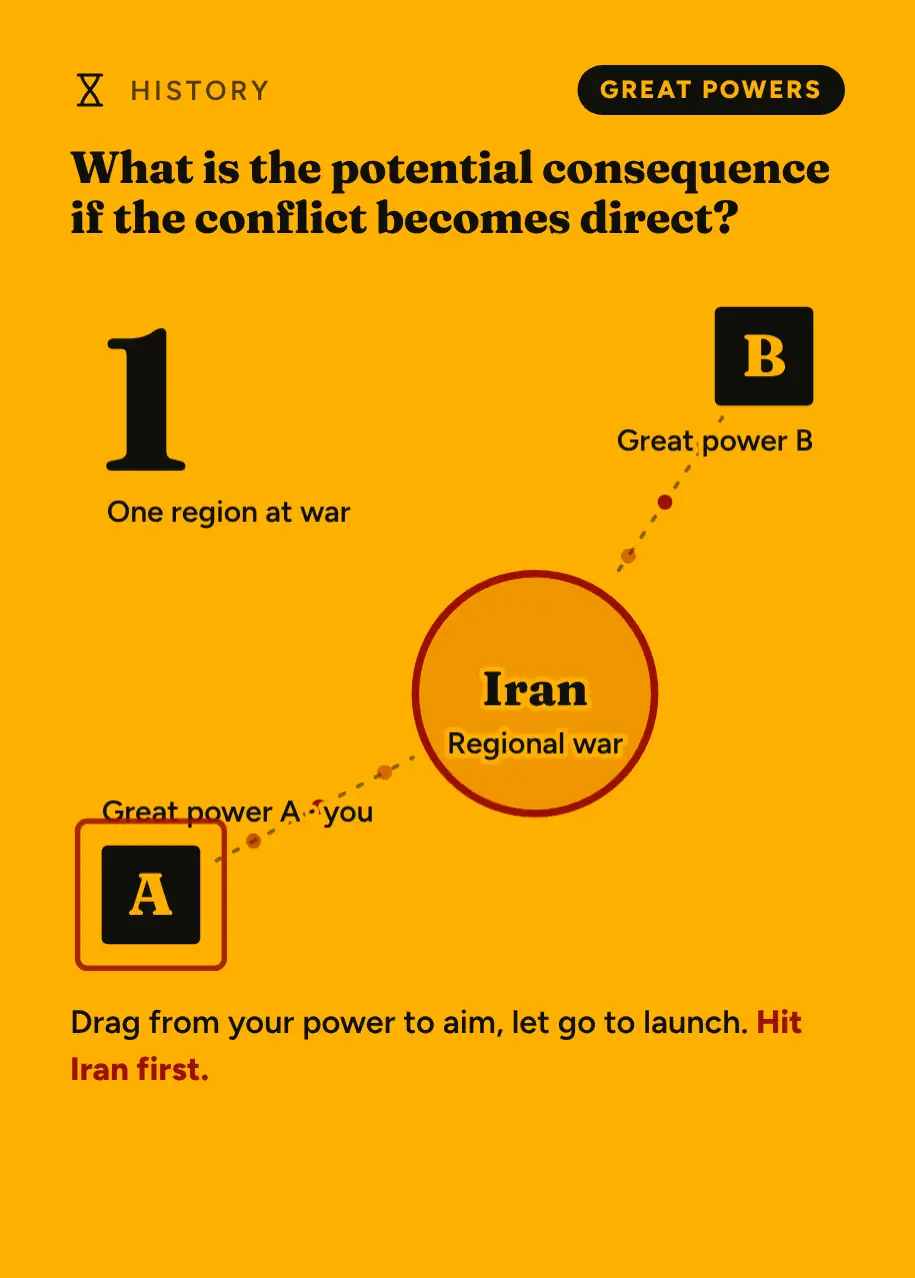 HISTORY
GREAT POWERS
What is the potential consequence
if the conflict becomes direct?
1
One region at war
B
Great power B
Iran
Regional war
Great power A · you
A
Drag from your power to aim, let go to launch. Hit
Iran first.